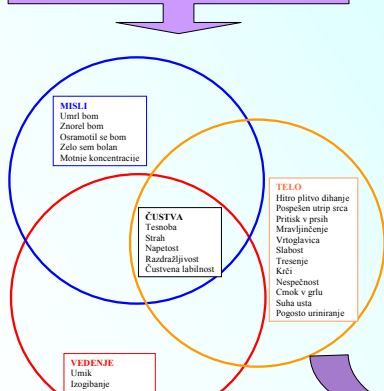 MISLI
Umrl bom
Znorel bom
Osramotil se bom
Zelo sem bolan
Motnje koncentracije
ČUSTVA
Tesnoba
Strah
Napetost
Razdražljivost
Čustvena labilnost
TELO
Hitro plitvo dihanje
Pospešen utrip srca
Pritisk v prsih
Mravljinčenje
Vrtoglavica
Slabost
Tresenje
Krči
Nespečnost
Cmok v grlu
Suha usta
Pogosto uriniranje
VEDENJE
Umik
Izogibanje